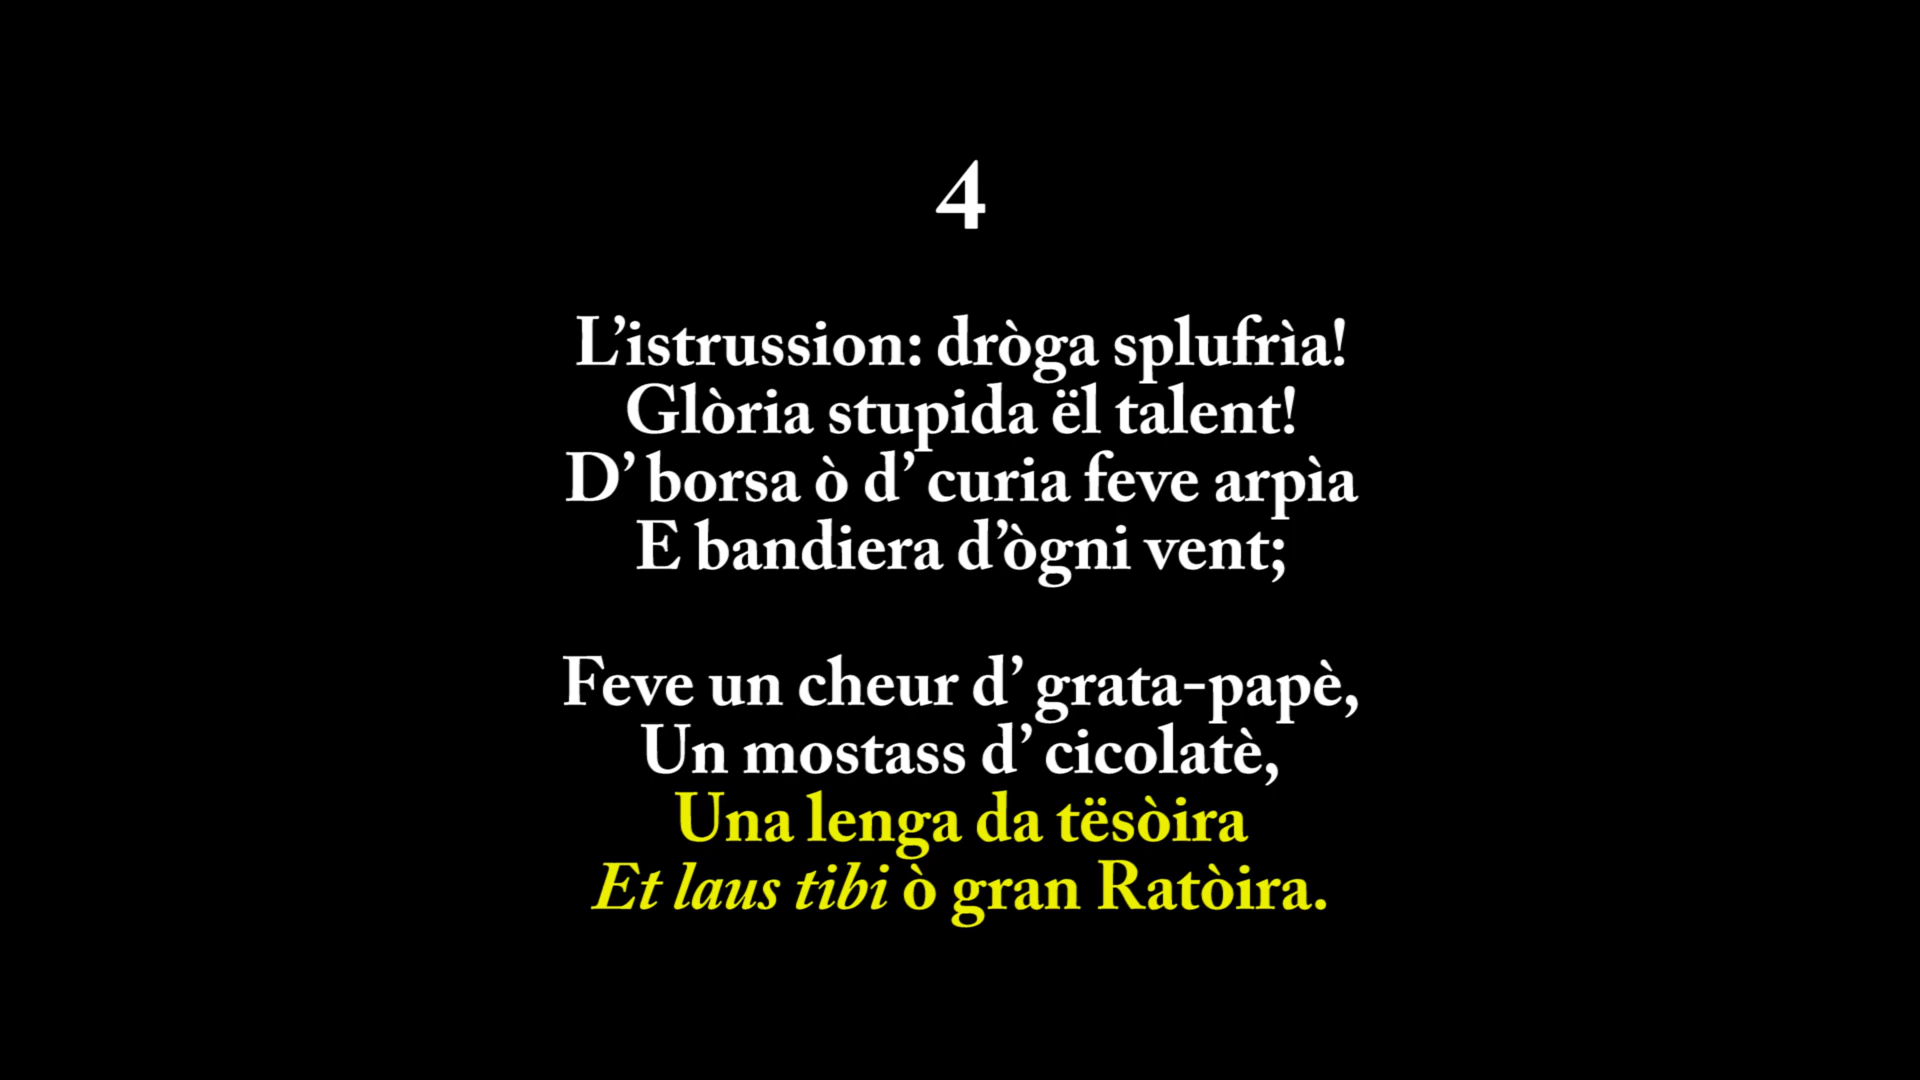 4
L’istrussion: dròga splufrìa!
Glòria stupida ël talent!
D’ borsa ò d’ curia feve arpìa
E bandiera d’ògni vent;
Feve un cheur d’ grata-papè,
Un mostass d’ cicolatè,
Una lenga da tësòira
Et laus tibi ò gran Ratòira.